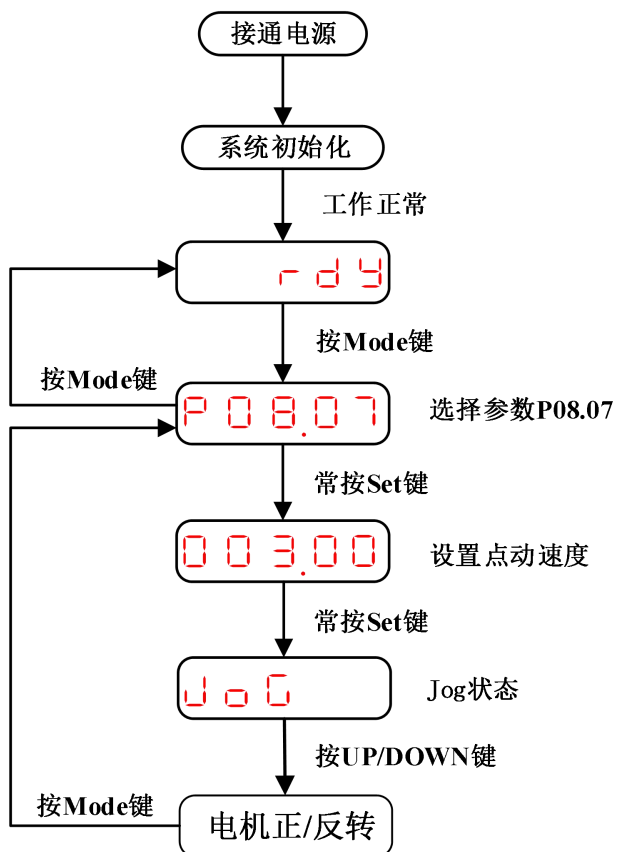 接通电源
系统初始化
工作正常
rdy
按Mode键
按Mode键
P08.07
选择参数P08.07
常按Set键
003.00
设置点动速度
常按Set键
JoG
Jog状态
按UP/DOWN键
按Mode键
电机正/反转